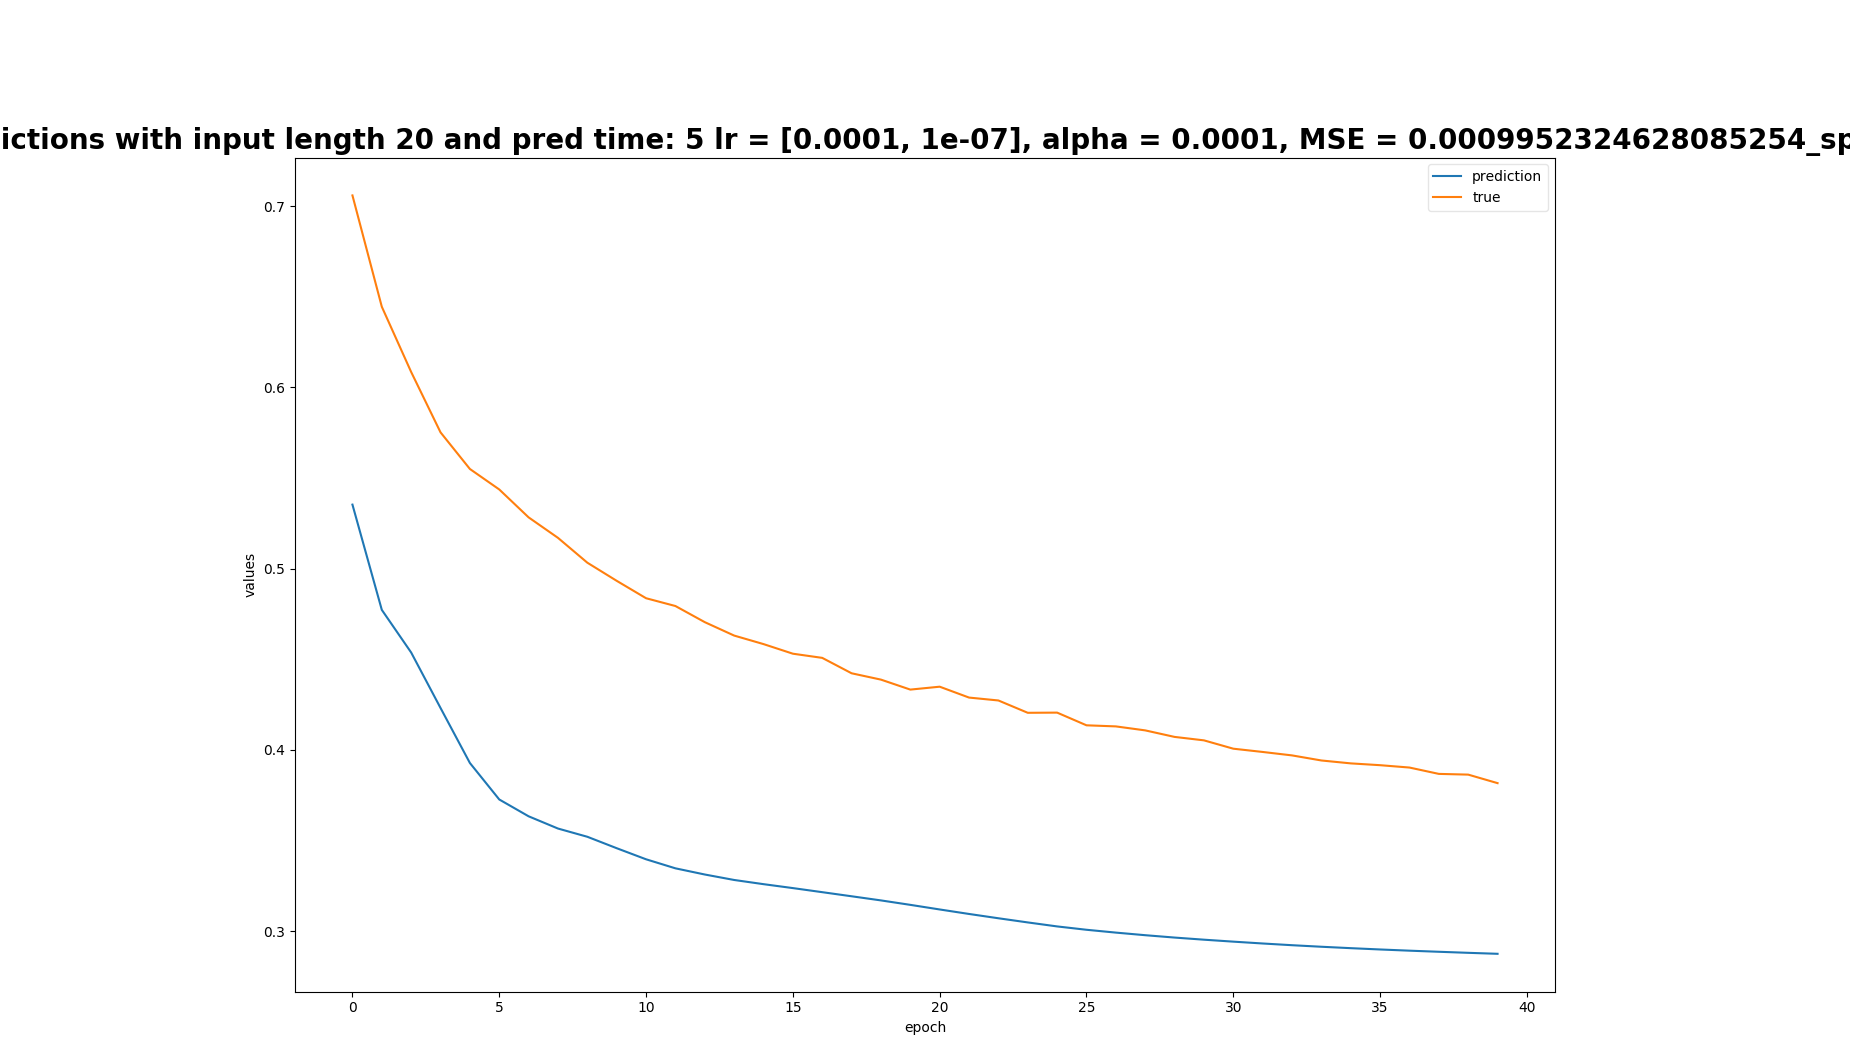 ictions with input length 20 and pred time: 5 lr = [0.0001, 1e-07], alpha = 0.0001, MSE = 0.0009952324628085254_sp
prediction
true
0.7
0.6
0.5
0.4
0.3
values
0 5 10 15 20 25 30 35 40
epoch